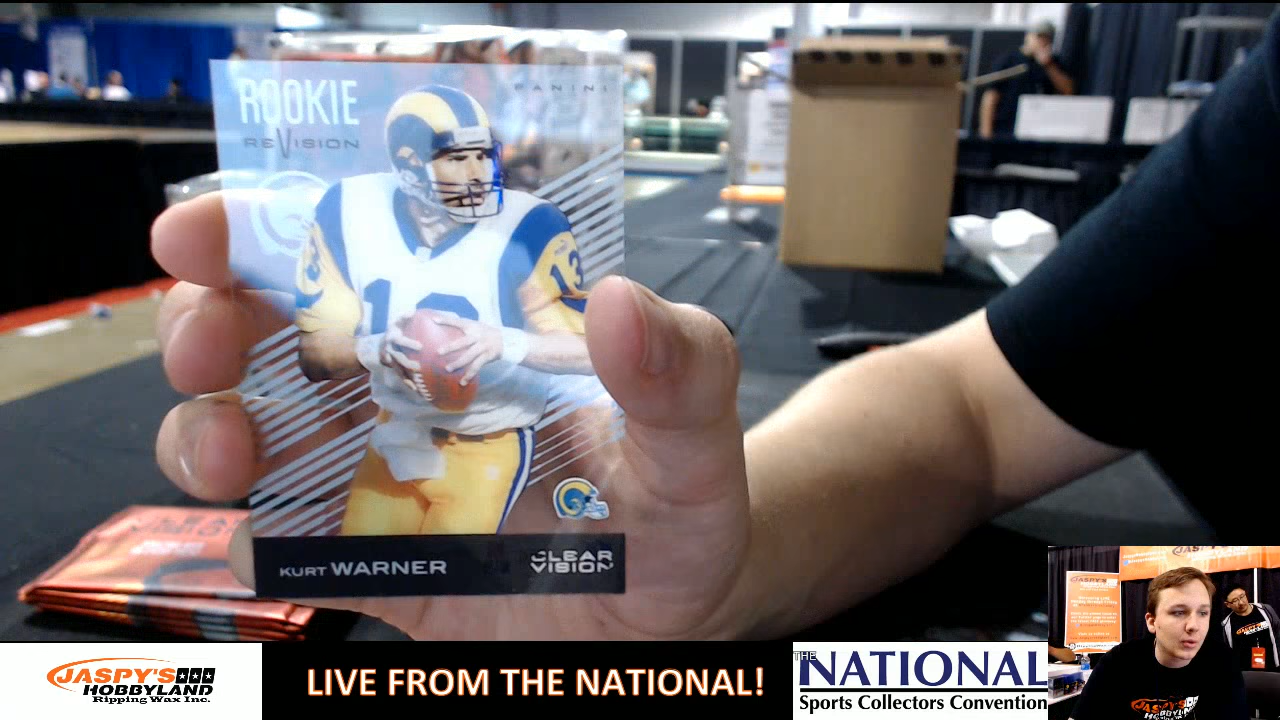 ROOKIE
REVISION
PANINI
13
13
KURT WARNER
CLEAR
VISION
JASPY'S
HOBBYLAND
Ripping Wax Inc.
LIVE FROM THE NATIONAL!
THE
NATIONAL
Sports Collectors Convention
JASPY'S